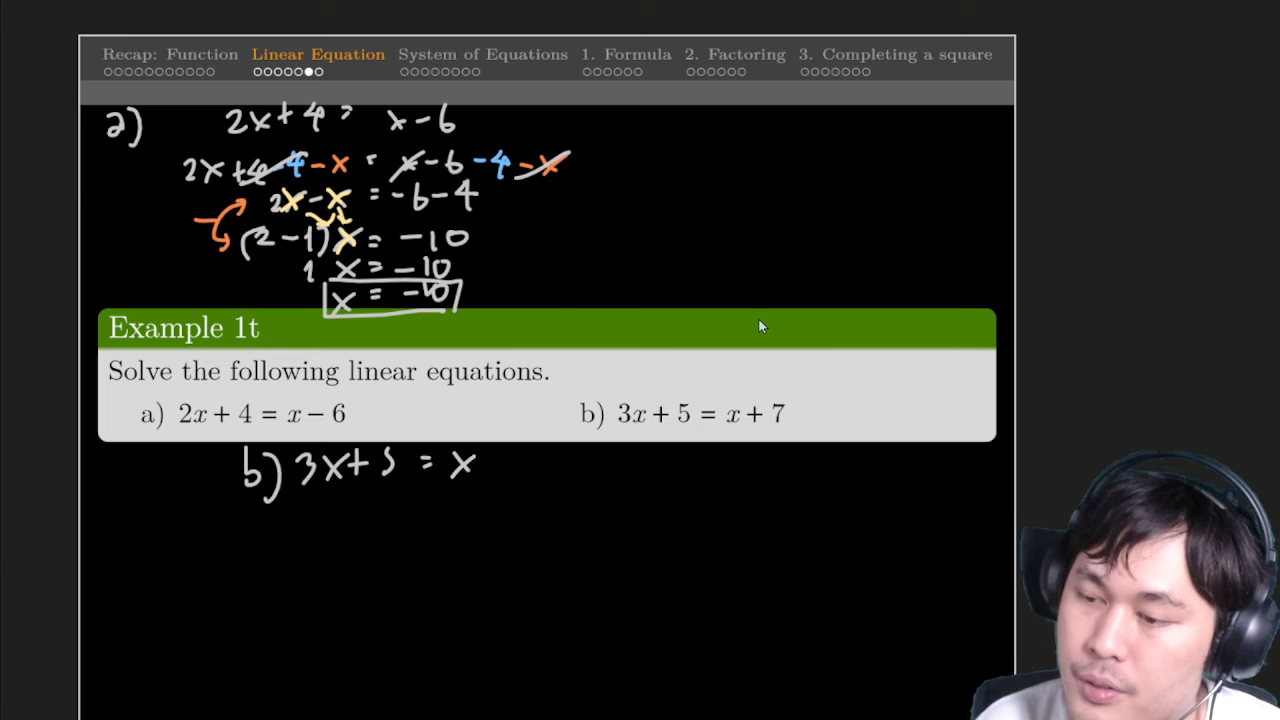 Recap: Function Linear Equation System of Equations 1. Formula 2. Factoring 3. Completing a square
a) 2x + 4 = x - 6
2x + 4 - 4 - x = x - 6 - 4 - x
2x - x = -6 - 4
(2 - 1)x = -10
1 x = -10
x = -10
Example 1t
Solve the following linear equations.
a) 2x + 4 = x − 6 b) 3x + 5 = x + 7
b) 3x + 5 = x